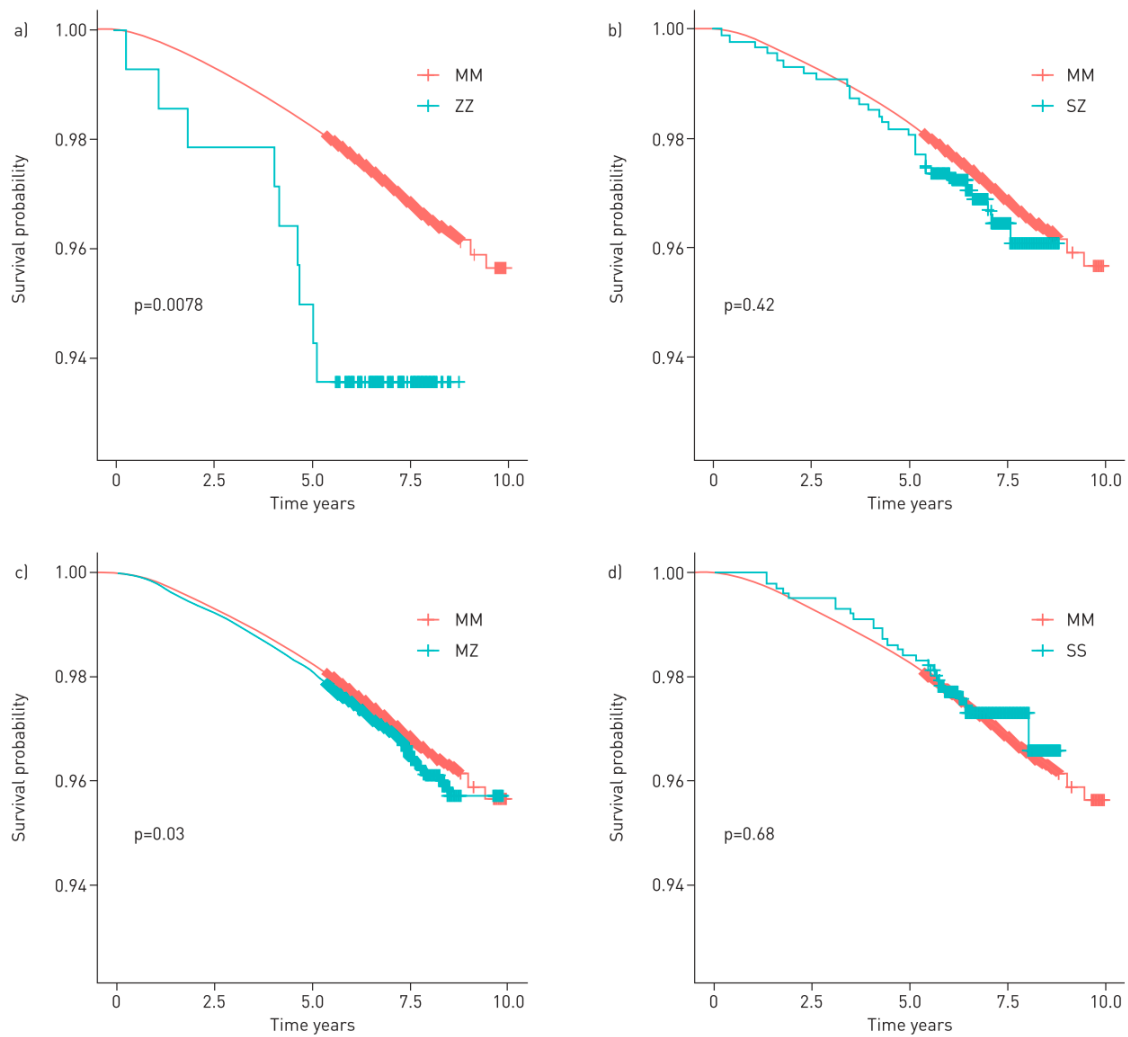 a)
1.00
0.98
0.96
0.94
Survival probability
MM
ZZ
p=0.0078
0 2.5 5.0 7.5 10.0
Time years
b)
1.00
0.98
0.96
0.94
Survival probability
MM
SZ
p=0.42
0 2.5 5.0 7.5 10.0
Time years
c)
1.00
0.98
0.96
0.94
Survival probability
MM
MZ
p=0.03
0 2.5 5.0 7.5 10.0
Time years
d)
1.00
0.98
0.96
0.94
Survival probability
MM
SS
p=0.68
0 2.5 5.0 7.5 10.0
Time years